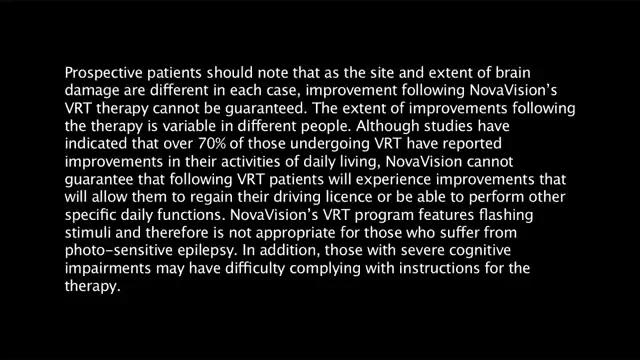 Prospective patients should note that as the site and extent of brain
damage are different in each case, improvement following NovaVision's
VRT therapy cannot be guaranteed. The extent of improvements following
the therapy is variable in different people. Although studies have
indicated that over 70% of those undergoing VRT have reported
improvements in their activities of daily living, NovaVision cannot
guarantee that following VRT patients will experience improvements that
will allow them to regain their driving licence or be able to perform other
specific daily functions. NovaVision's VRT program features flashing
stimuli and therefore is not appropriate for those who suffer from
photo-sensitive epilepsy. In addition, those with severe cognitive
impairments may have difficulty complying with instructions for the
therapy.